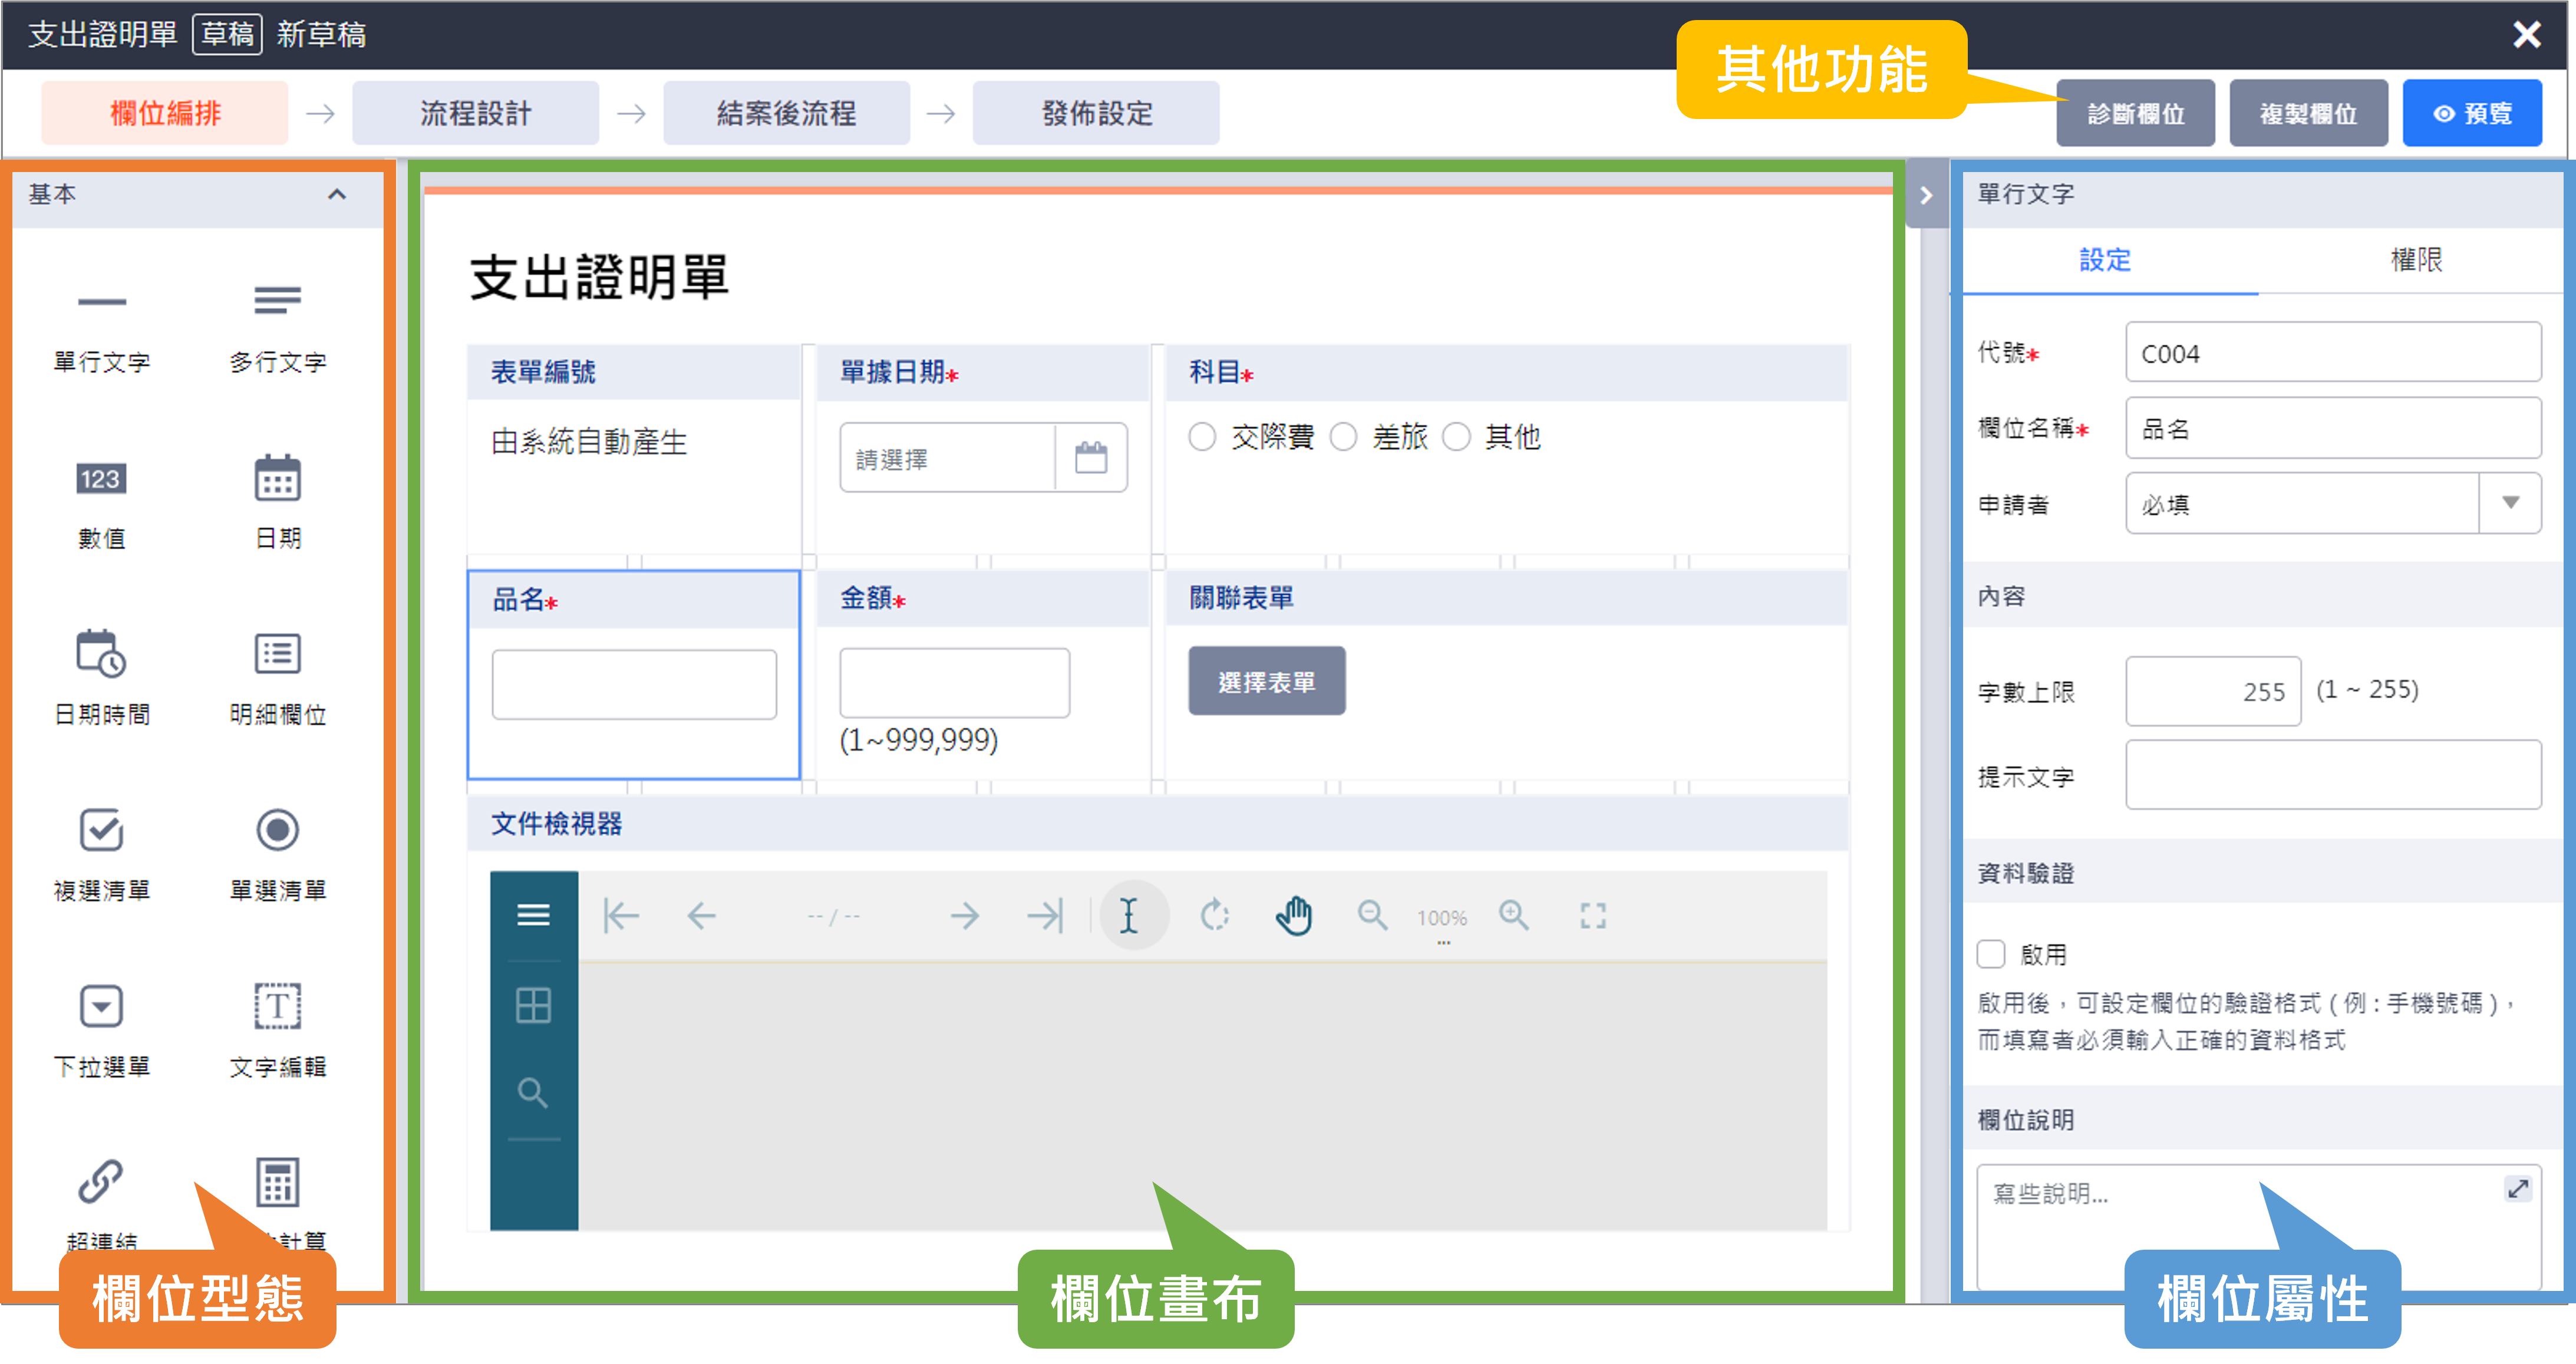 支出證明單 草稿 新草稿
其他功能
欄位編排 流程設計 結案後流程 發佈設定
診斷欄位 複製欄位 預覽
基本
單行文字 多行文字
123
數值 日期
日期時間 明細欄位
複選清單 單選清單
T
下拉選單 文字編輯
超連結 計算
欄位型態
支出證明單
表單編號 單據日期* 科目*
由系統自動產生 請選擇 交際費 差旅 其他
品名* 金額* 關聯表單
選擇表單
(1~999,999)
文件檢視器
-- / -- 100%
...
欄位畫布
單行文字
設定 權限
代號* C004
欄位名稱* 品名
申請者 必填
內容
字數上限 255 (1 ~ 255)
提示文字
資料驗證
啟用
啟用後，可設定欄位的驗證格式 ( 例 : 手機號碼 )，
而填寫者必須輸入正確的資料格式
欄位說明
寫些說明...
欄位屬性